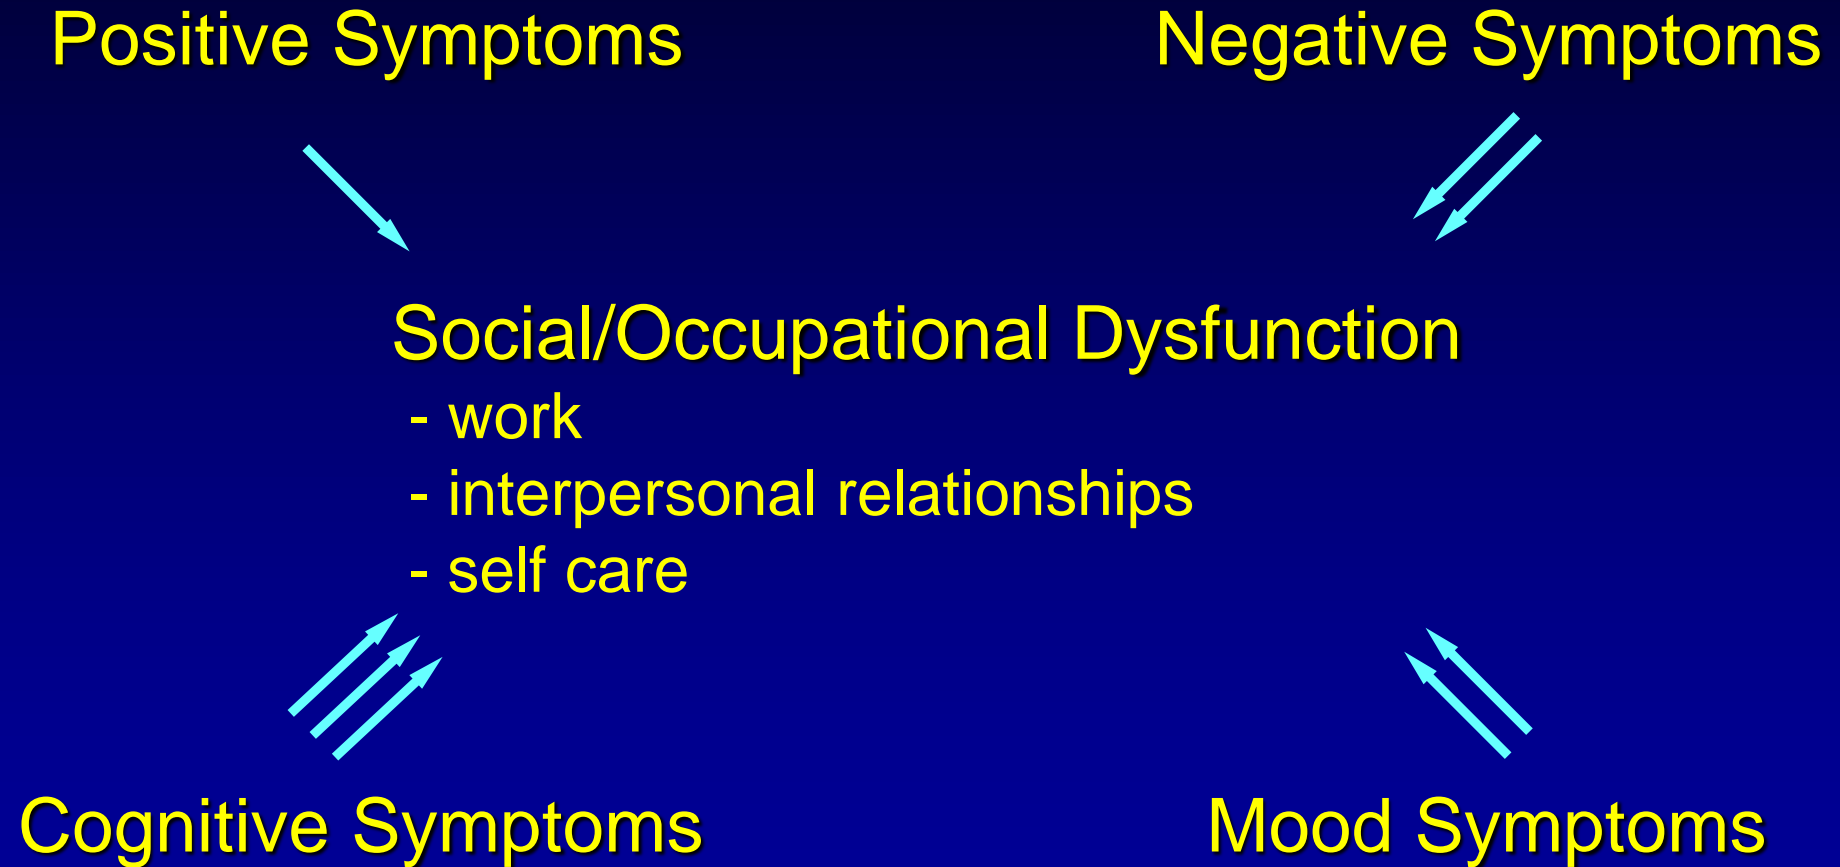 Positive Symptoms
Negative Symptoms
Social/Occupational Dysfunction
- work
- interpersonal relationships
- self care
Cognitive Symptoms
Mood Symptoms